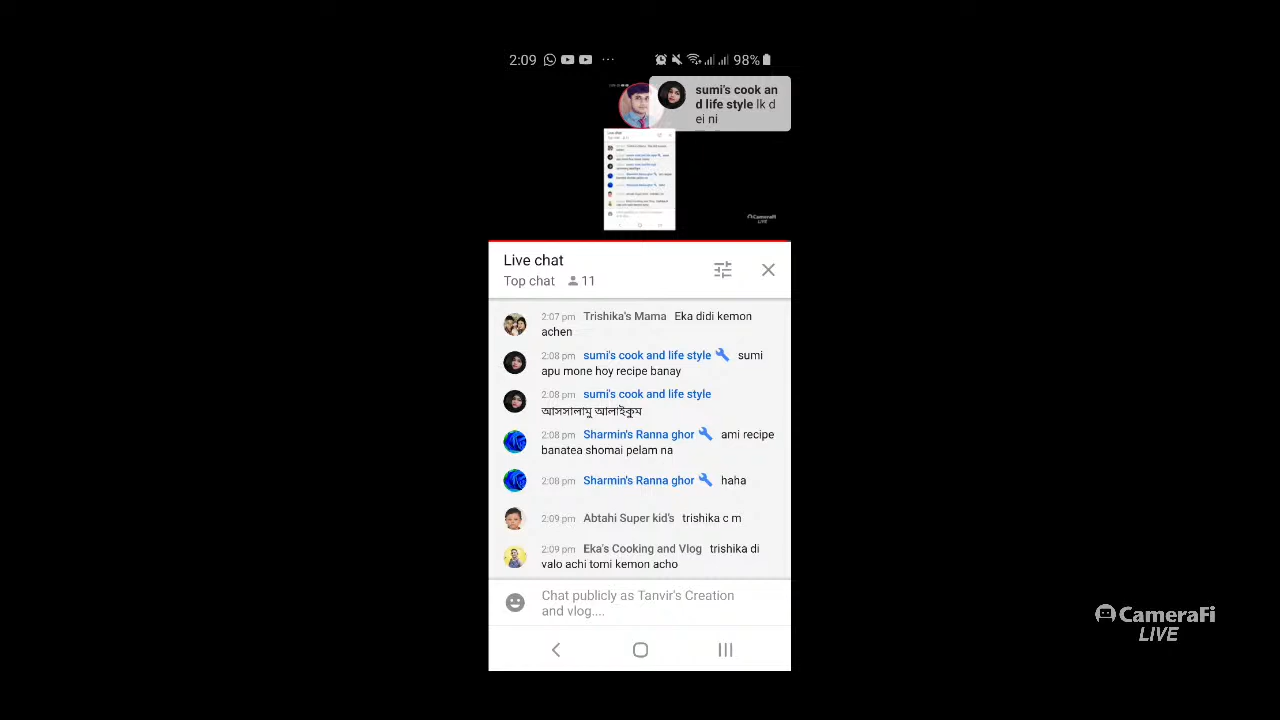 2:09 ... 98%
sumi's cook an
d life style lk d
ei ni
CameraFi
LIVE
Live chat
Top chat 11
2:07 pm Trishika's Mama Eka didi kemon
achen
2:08 pm sumi's cook and life style sumi
apu mone hoy recipe banay
2:08 pm sumi's cook and life style
আসসালামু আলাইকুম
2:08 pm Sharmin's Ranna ghor ami recipe
banatea shomai pelam na
2:08 pm Sharmin's Ranna ghor haha
2:09 pm Abtahi Super kid's trishika c m
2:09 pm Eka's Cooking and Vlog trishika di
valo achi tomi kemon acho
Chat publicly as Tanvir's Creation
and vlog....
CameraFi
LIVE